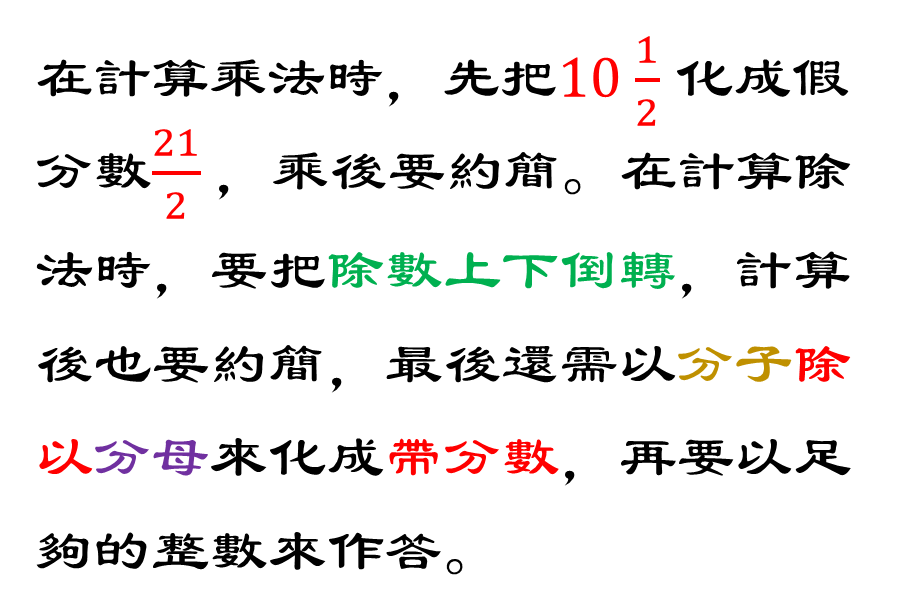 在計算乘法時，先把10 1/2 化成假
分數21/2，乘後要約簡。在計算除
法時，要把除數上下倒轉，計算
後也要約簡，最後還需以分子除
以分母來化成帶分數，再要以足
夠的整數來作答。